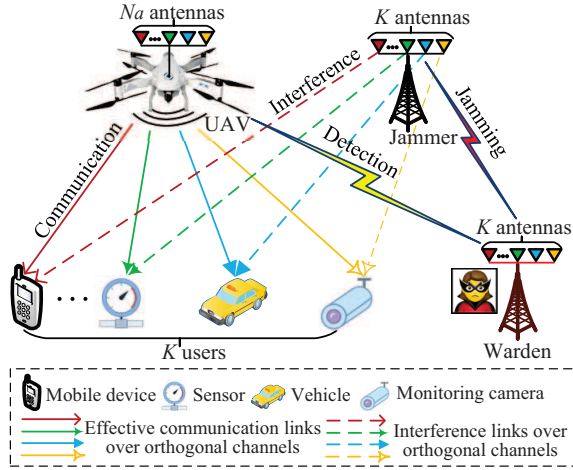 Na antennas
K antennas
Interference
UAV
Jammer
Jamming
Communication
Detection
K antennas
K users
Warden
Mobile device
Sensor
Vehicle
Monitoring camera
Effective communication links
over orthogonal channels
Interference links over
orthogonal channels